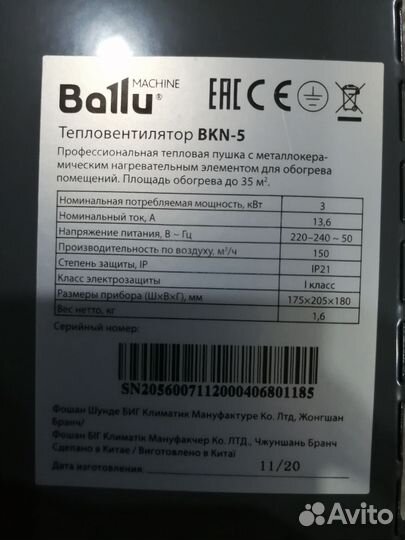 MACHINE
Ballu®
EAC CE
Тепловентилятор BKN-5
Профессиональная тепловая пушка с металлокера-
мическим нагревательным элементом для обогрева
помещений. Площадь обогрева до 35 м².
Номинальная потребляемая мощность, кВт 3
Номинальный ток, А 13,6
Напряжение питания, В ~ Гц 220–240 ~ 50
Производительность по воздуху, м³/ч 150
Степень защиты, IP IP21
Класс электрозащиты I класс
Размеры прибора (Ш×В×Г), мм 175×205×180
Вес нетто, кг 1,6
Серийный номер:
SN2056007112000406801185
Фошан Шунде БИГ Климатик Мануфактуре Ко. Лтд, Жонгшан
Бранч/
Фошан БІГ Клімаtік Мануфакчер Ко. ЛТД., Чжуншань Бранч
Сделано в Китае / Виготовлено в Китаї
Дата изготовления: 11/20
Avito